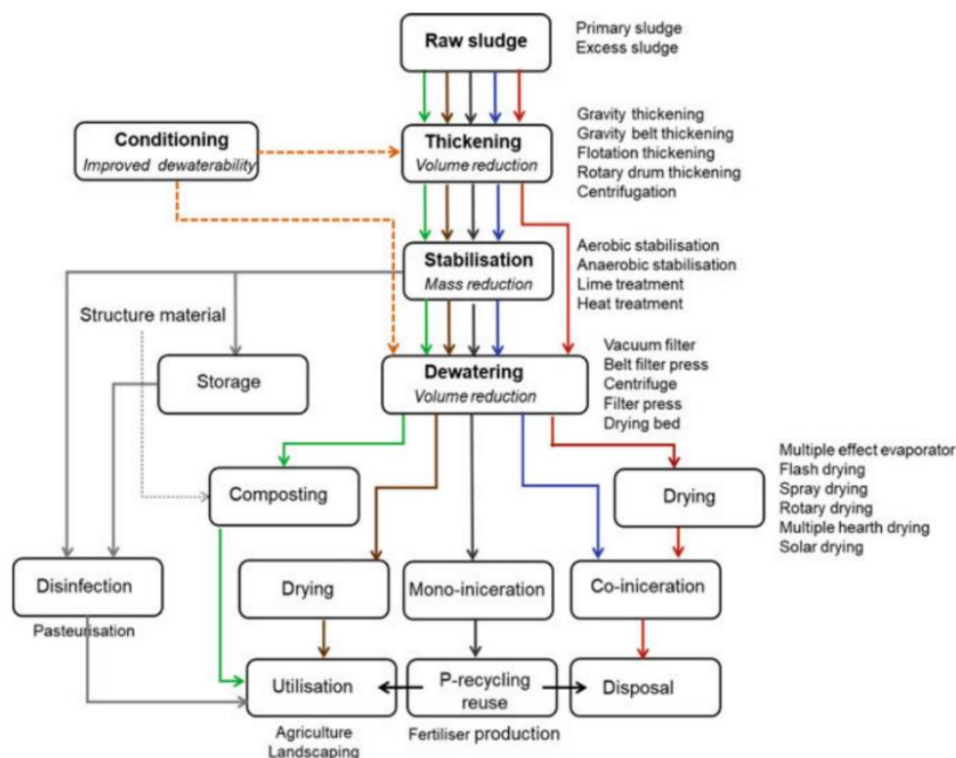 Raw sludge
Primary sludge
Excess sludge
Conditioning
Improved dewaterability
Thickening
Volume reduction
Gravity thickening
Gravity belt thickening
Flotation thickening
Rotary drum thickening
Centrifugation
Stabilisation
Mass reduction
Aerobic stabilisation
Anaerobic stabilisation
Lime treatment
Heat treatment
Structure material
Storage
Dewatering
Volume reduction
Vacuum filter
Belt filter press
Centrifuge
Filter press
Drying bed
Composting
Drying
Multiple effect evaporator
Flash drying
Spray drying
Rotary drying
Multiple hearth drying
Solar drying
Disinfection
Pasteurisation
Drying
Mono-iniceration
Co-iniceration
Utilisation
Agriculture
Landscaping
P-recycling
reuse
Fertiliser production
Disposal